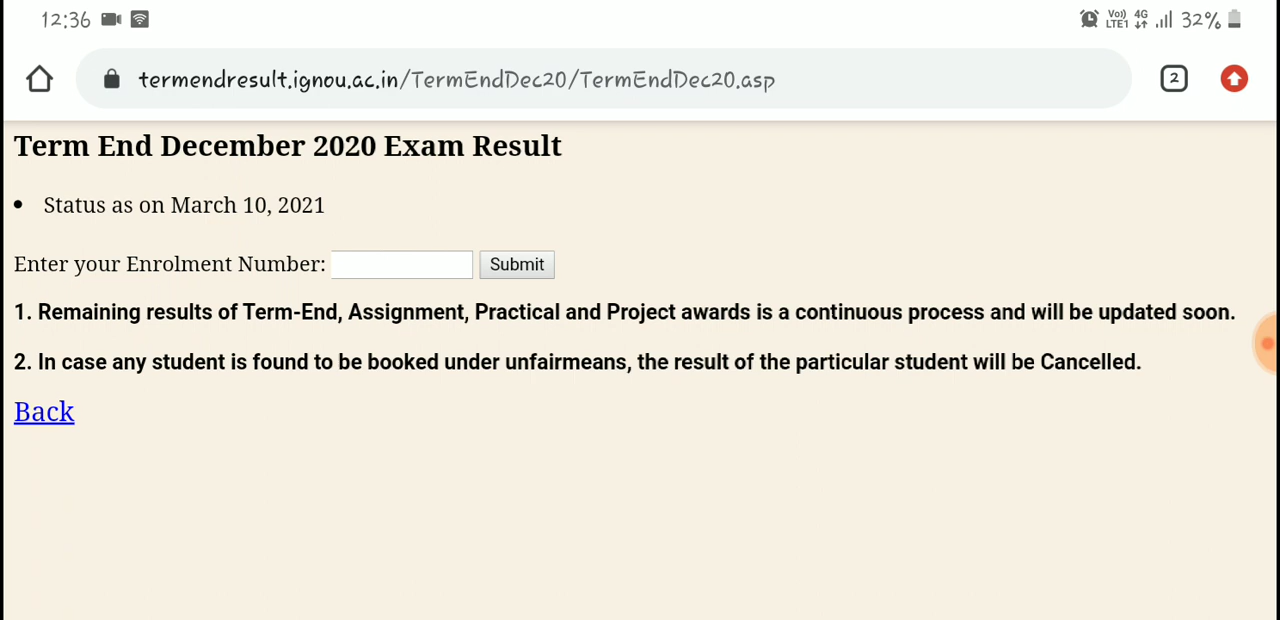 12:36
Vo)) 4G
LTE1 32%
termendresult.ignou.ac.in/TermEndDec20/TermEndDec20.asp
2
Term End December 2020 Exam Result
• Status as on March 10, 2021
Enter your Enrolment Number: Submit
1. Remaining results of Term-End, Assignment, Practical and Project awards is a continuous process and will be updated soon.
2. In case any student is found to be booked under unfairmeans, the result of the particular student will be Cancelled.
Back